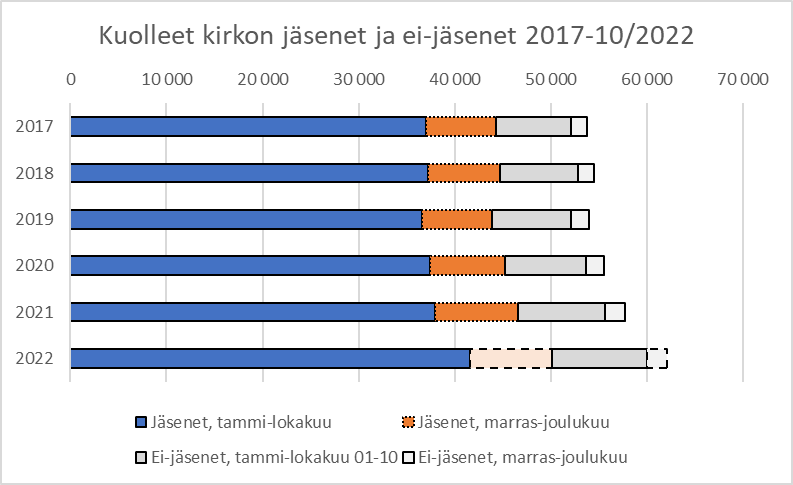 Kuolleet kirkon jäsenet ja ei-jäsenet 2017-10/2022
0 10 000 20 000 30 000 40 000 50 000 60 000 70 000
2017
2018
2019
2020
2021
2022
Jäsenet, tammi-lokakuu Jäsenet, marras-joulukuu
Ei-jäsenet, tammi-lokakuu 01-10 Ei-jäsenet, marras-joulukuu